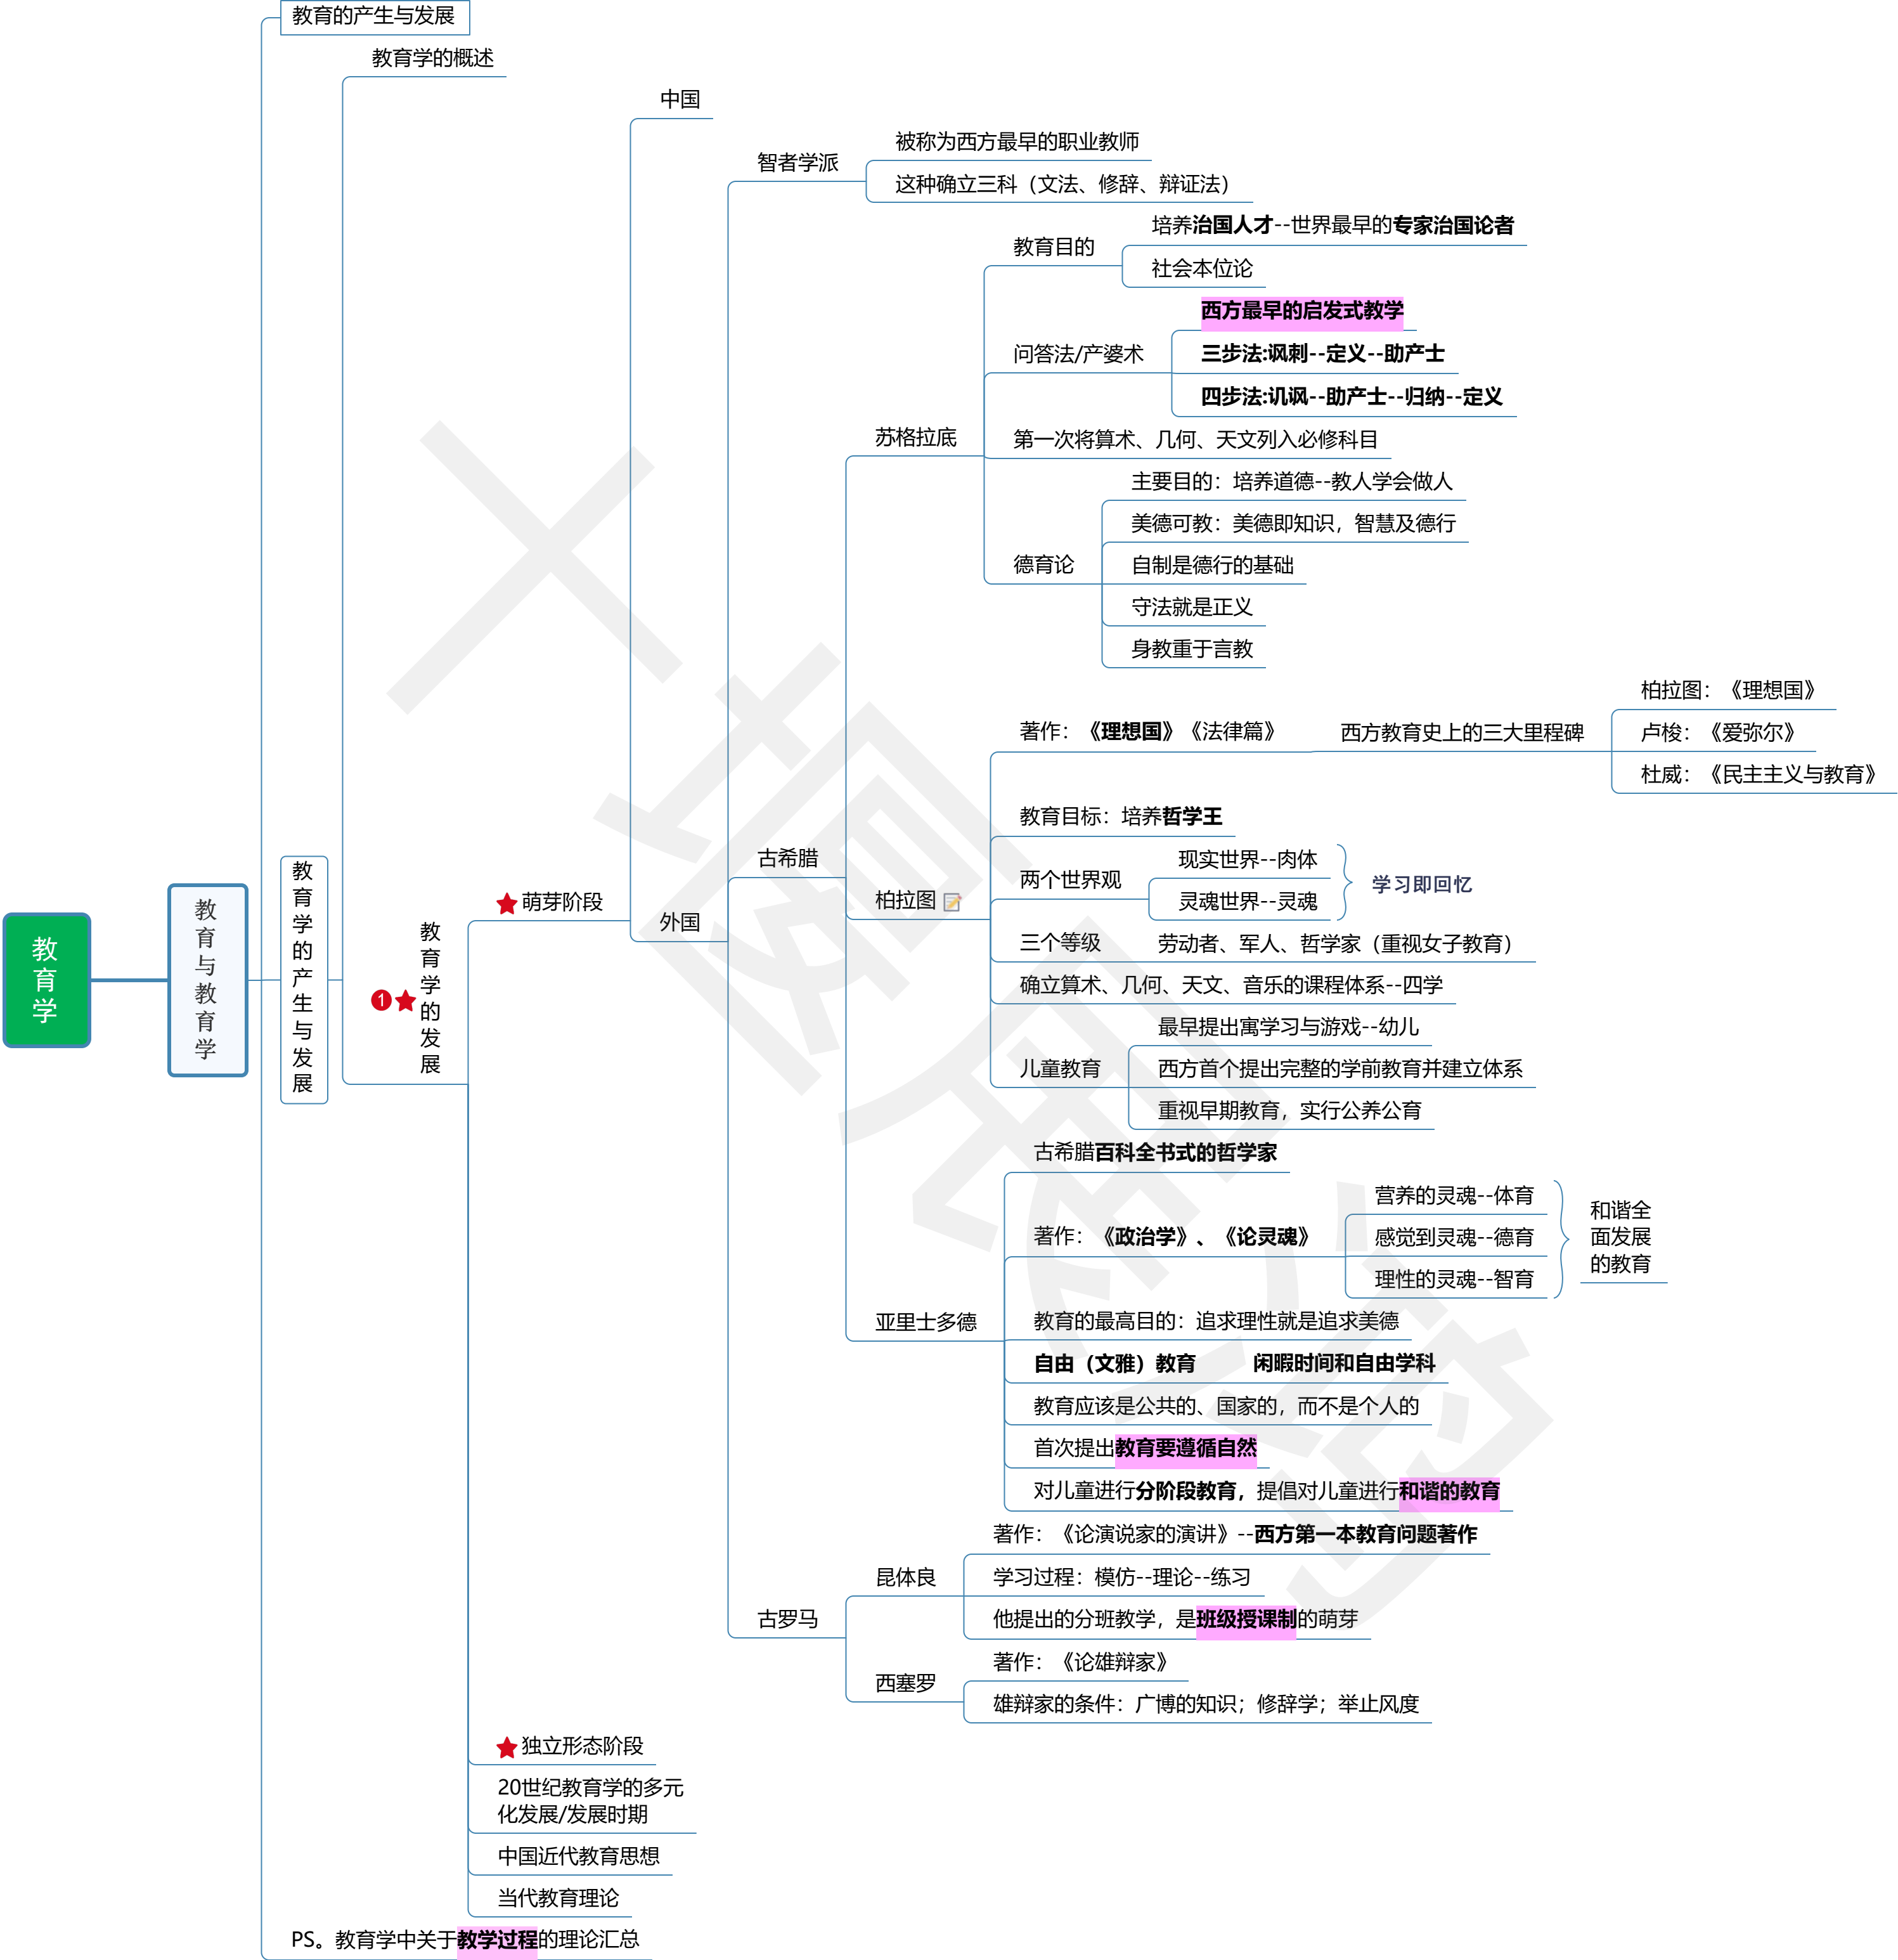 教育的产生与发展
教育学的概述
中国
被称为西方最早的职业教师
智者学派
这种确立三科（文法、修辞、辩证法）
培养治国人才--世界最早的专家治国论者
教育目的
社会本位论
西方最早的启发式教学
问答法/产婆术
三步法:讽刺--定义--助产士
四步法:讥讽--助产士--归纳--定义
苏格拉底
第一次将算术、几何、天文列入必修科目
主要目的：培养道德--教人学会做人
美德可教：美德即知识，智慧及德行
德育论
自制是德行的基础
守法就是正义
身教重于言教
柏拉图：《理想国》
著作：《理想国》《法律篇》
西方教育史上的三大里程碑
卢梭：《爱弥尔》
杜威：《民主主义与教育》
教育目标：培养哲学王
古希腊
现实世界--肉体
两个世界观
学习即回忆
灵魂世界--灵魂
柏拉图
萌芽阶段
外国
三个等级
劳动者、军人、哲学家（重视女子教育）
教育学
教育与教育学
教育学的产生与发展
1
教育学的发展
确立算术、几何、天文、音乐的课程体系--四学
最早提出寓学习与游戏--幼儿
儿童教育
西方首个提出完整的学前教育并建立体系
重视早期教育，实行公养公育
古希腊百科全书式的哲学家
营养的灵魂--体育
著作：《政治学》、《论灵魂》
感觉到灵魂--德育
和谐全
面发展
的教育
理性的灵魂--智育
亚里士多德
教育的最高目的：追求理性就是追求美德
自由（文雅）教育 闲暇时间和自由学科
教育应该是公共的、国家的，而不是个人的
首次提出教育要遵循自然
对儿童进行分阶段教育，提倡对儿童进行和谐的教育
著作：《论演说家的演讲》--西方第一本教育问题著作
昆体良
学习过程：模仿--理论--练习
古罗马
他提出的分班教学，是班级授课制的萌芽
著作：《论雄辩家》
西塞罗
雄辩家的条件：广博的知识；修辞学；举止风度
独立形态阶段
20世纪教育学的多元
化发展/发展时期
中国近代教育思想
当代教育理论
PS。教育学中关于教学过程的理论汇总